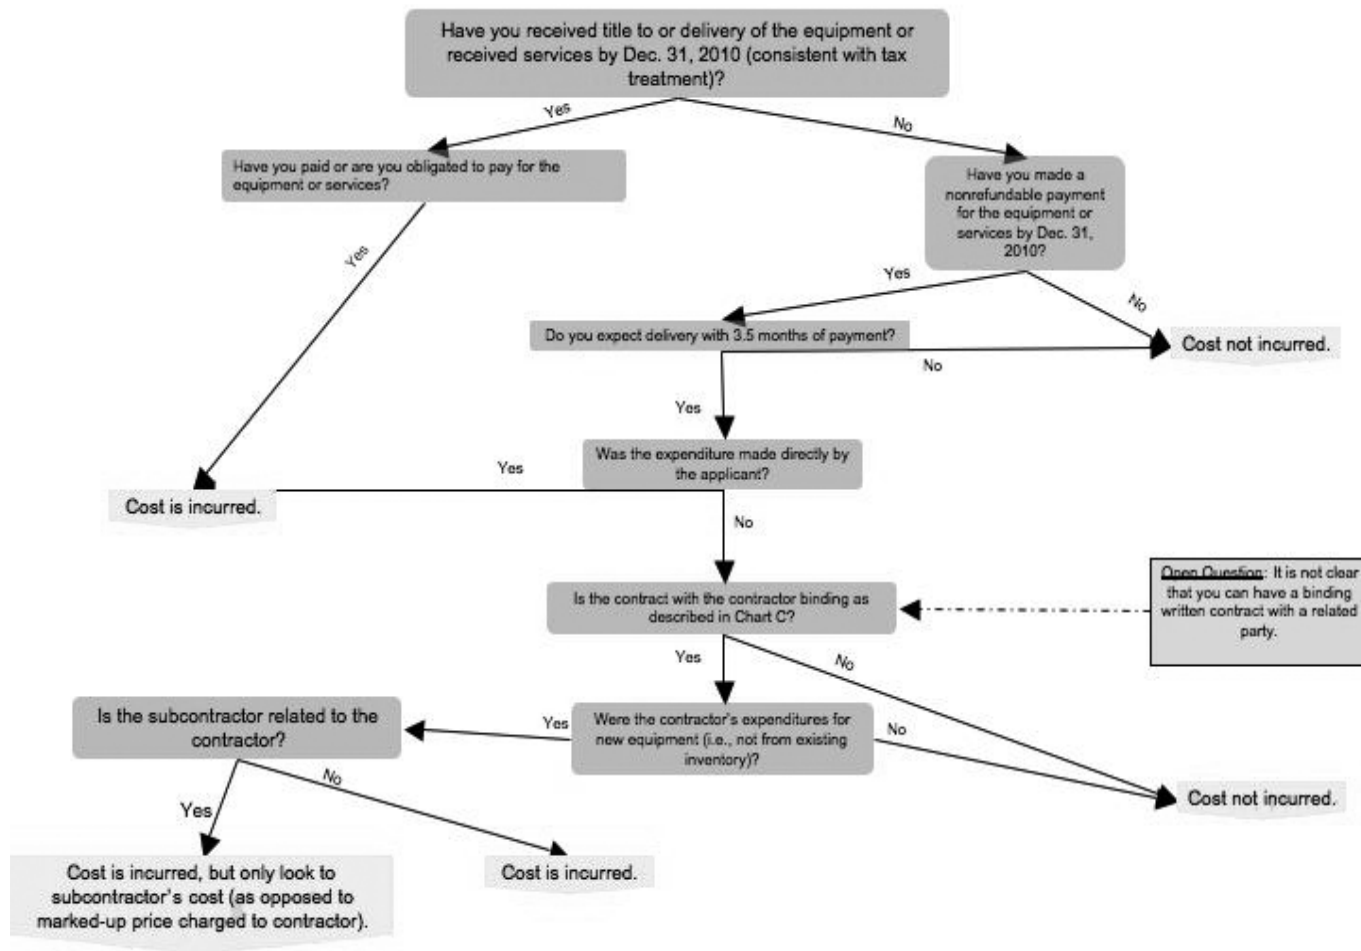 Have you received title to or delivery of the equipment or
received services by Dec. 31, 2010 (consistent with tax
treatment)?
Yes
No
Have you paid or are you obligated to pay for the
equipment or services?
Have you made a
nonrefundable payment
for the equipment or
services by Dec. 31,
2010?
Yes
Yes
No
Do you expect delivery with 3.5 months of payment?
Cost not incurred.
No
Yes
Was the expenditure made directly by
the applicant?
Yes
Cost is incurred.
No
Is the contract with the contractor binding as
described in Chart C?
Open Question: It is not clear
that you can have a binding
written contract with a related
party.
Yes
No
Is the subcontractor related to the
contractor?
Yes
Were the contractor's expenditures for
new equipment (i.e., not from existing
inventory)?
No
No
Yes
Cost not incurred.
Cost is incurred, but only look to
subcontractor's cost (as opposed to
marked-up price charged to contractor).
Cost is incurred.